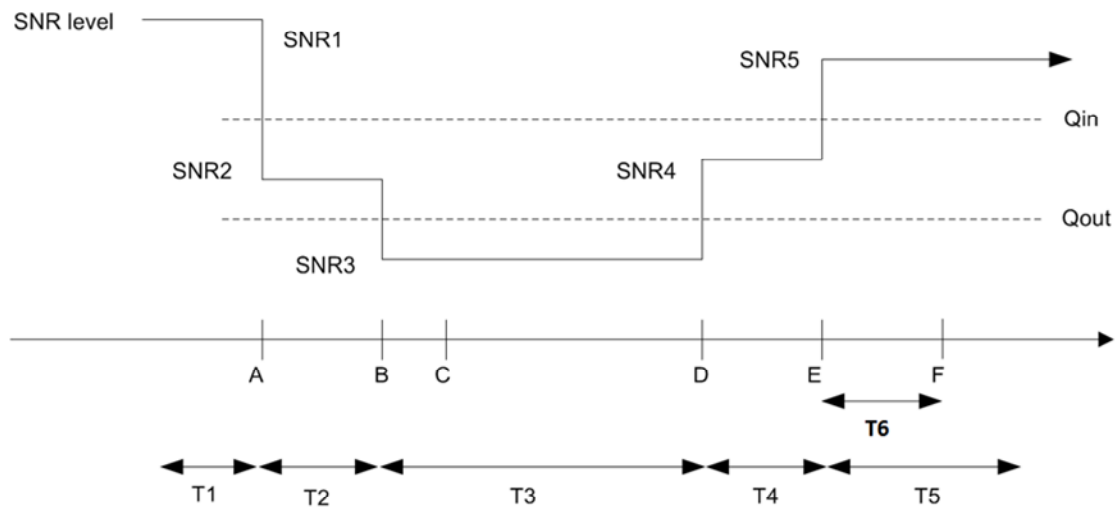 SNR level
SNR1
SNR5
Qin
SNR2
SNR4
Qout
SNR3
A
B
C
D
E
F
T6
T1
T2
T3
T4
T5